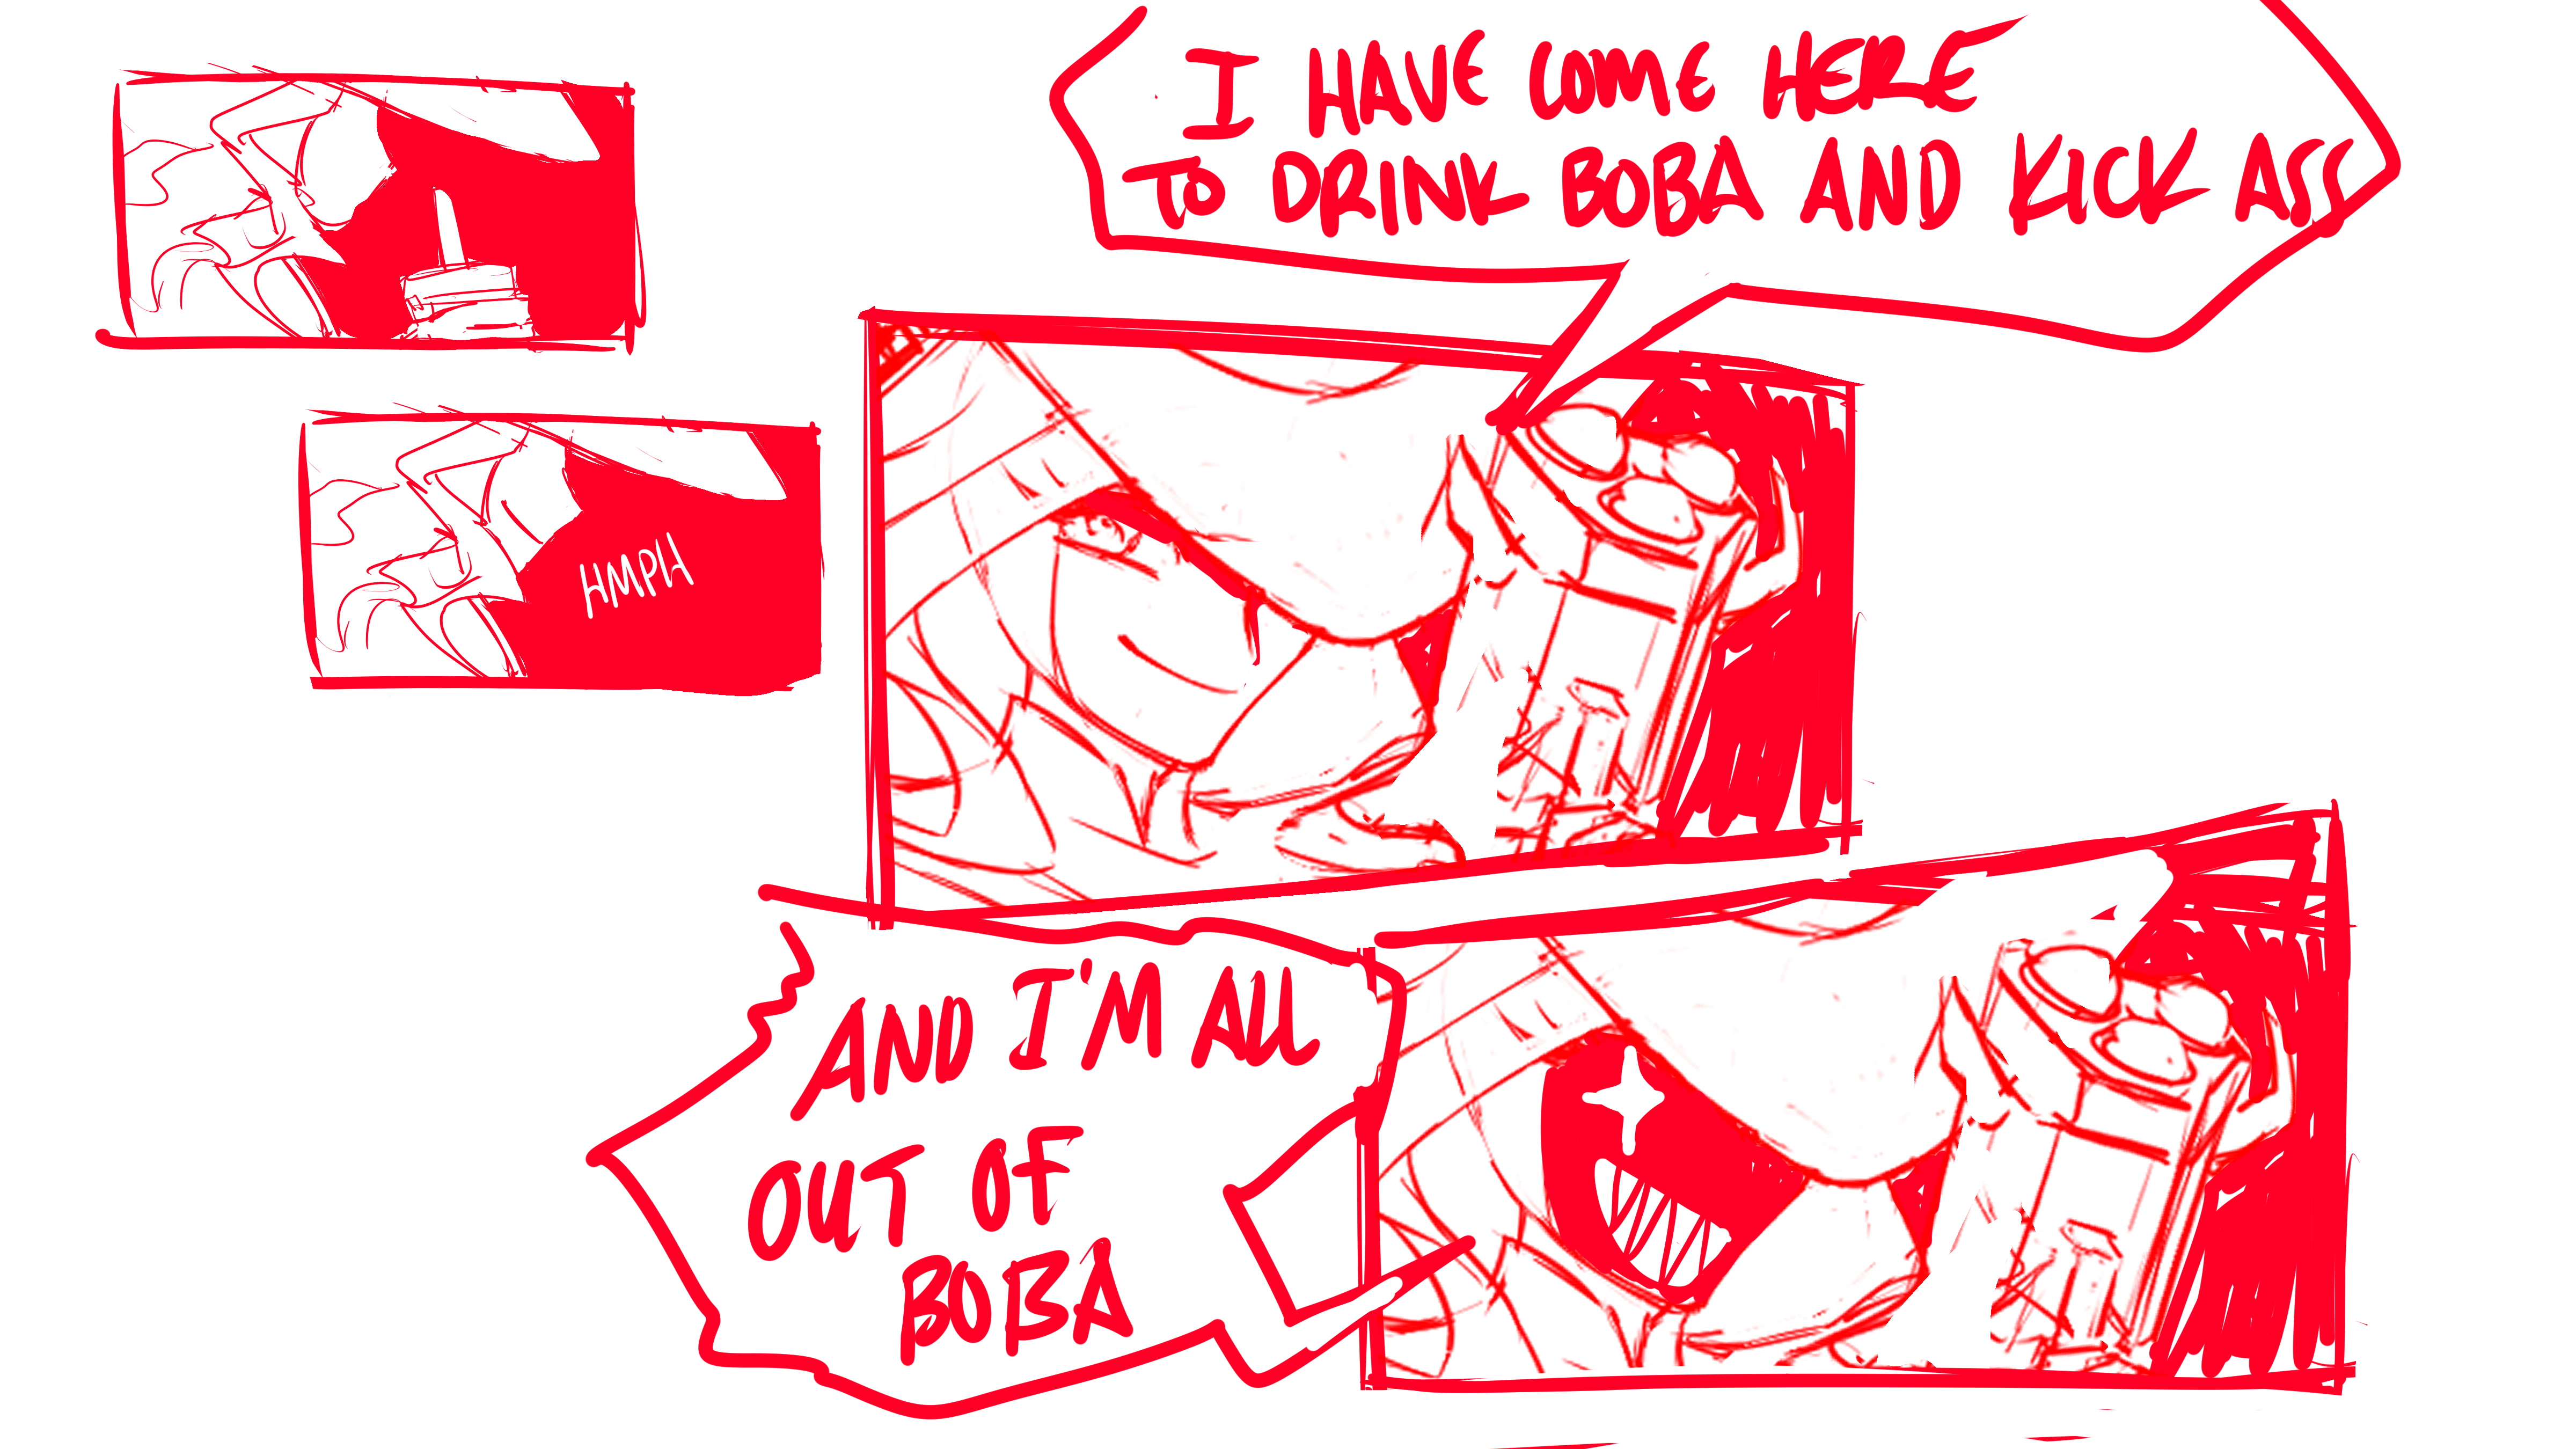 I HAVE COME HERE
TO DRINK BOBA AND KICK ASS
HMPH
AND I'M ALL
OUT OF
BOBA